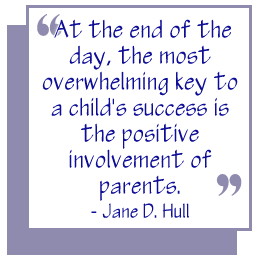 “At the end of the
day, the most
overwhelming key to
a child's success is
the positive
involvement of
parents.”
- Jane D. Hull